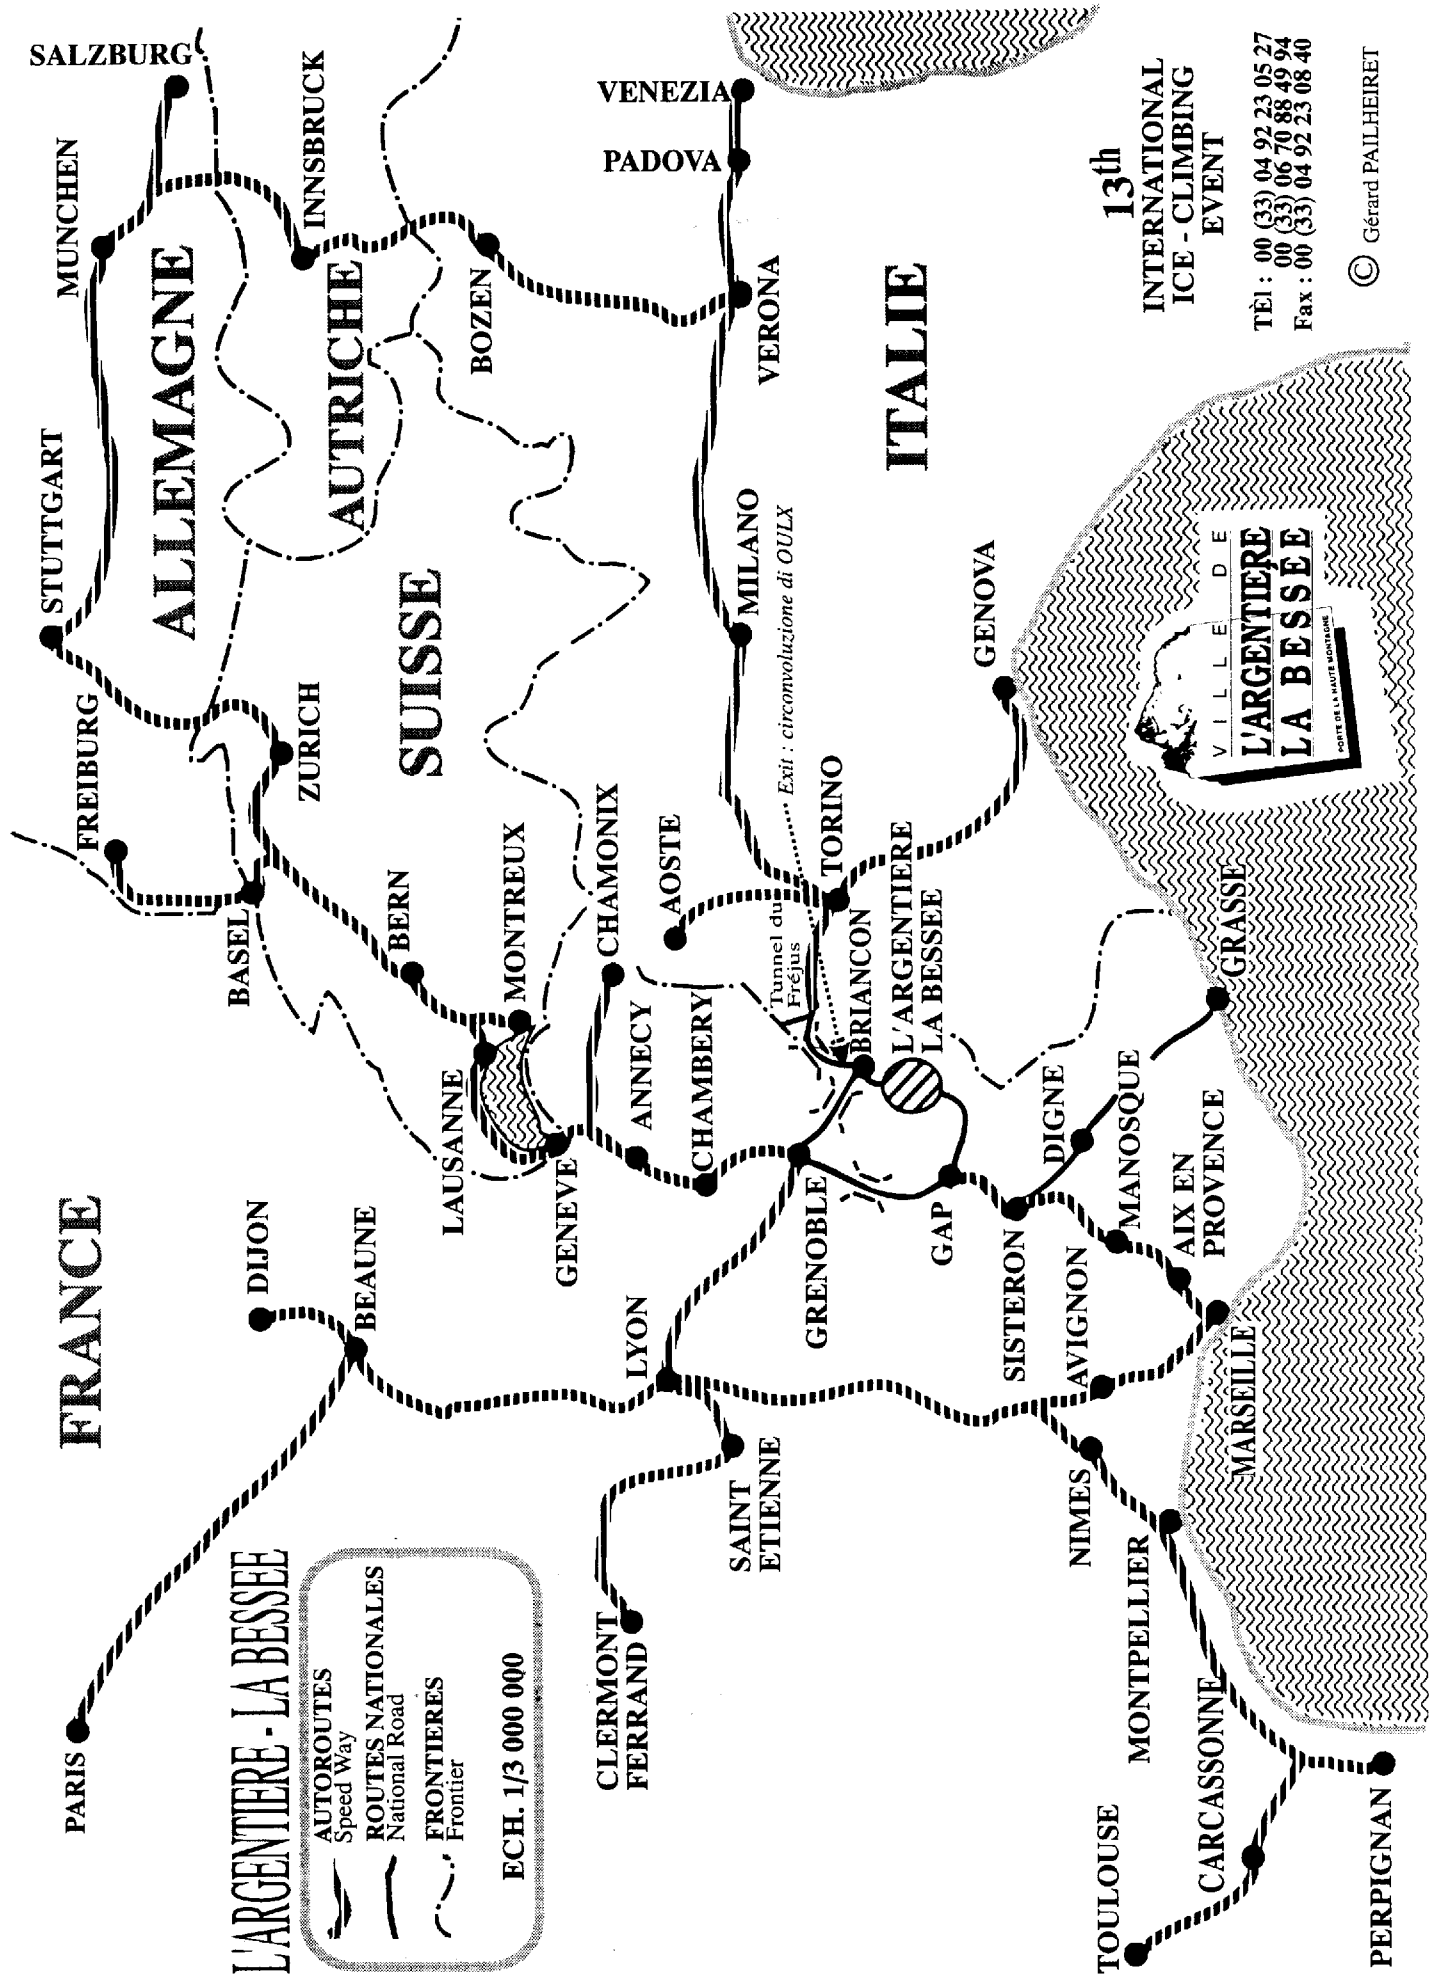 L'ARGENTIERE - LA BESSEE
AUTOROUTES
Speed Way
ROUTES NATIONALES
National Road
FRONTIERES
Frontier
ECH. 1/3 000 000
FRANCE
ALLEMAGNE
AUTRICHE
SUISSE
ITALIE
PARIS
DIJON
BEAUNE
LYON
CLERMONT
FERRAND
SAINT
ETIENNE
TOULOUSE
CARCASSONNE
PERPIGNAN
MONTPELLIER
NIMES
AVIGNON
MARSEILLE
AIX EN
PROVENCE
MANOSQUE
SISTERON
DIGNE
GRASSE
GAP
GRENOBLE
CHAMBERY
ANNECY
GENEVE
LAUSANNE
MONTREUX
CHAMONIX
BERN
BASEL
FREIBURG
ZURICH
STUTTGART
MUNCHEN
SALZBURG
INNSBRUCK
BOZEN
VENEZIA
PADOVA
VERONA
MILANO
Exit : circonvoluzione di OULX
AOSTE
TORINO
Tunnel du
Fréjus
BRIANCON
L'ARGENTIERE
LA BESSEE
GENOVA
VILLE DE
L'ARGENTIERE
LA BESSÉE
PORTE DE LA HAUTE MONTAGNE
13th
INTERNATIONAL
ICE - CLIMBING
EVENT
TÈl : 00 (33) 04 92 23 05 27
00 (33) 06 70 88 49 94
Fax : 00 (33) 04 92 23 08 40
© Gérard PAILHEIRET